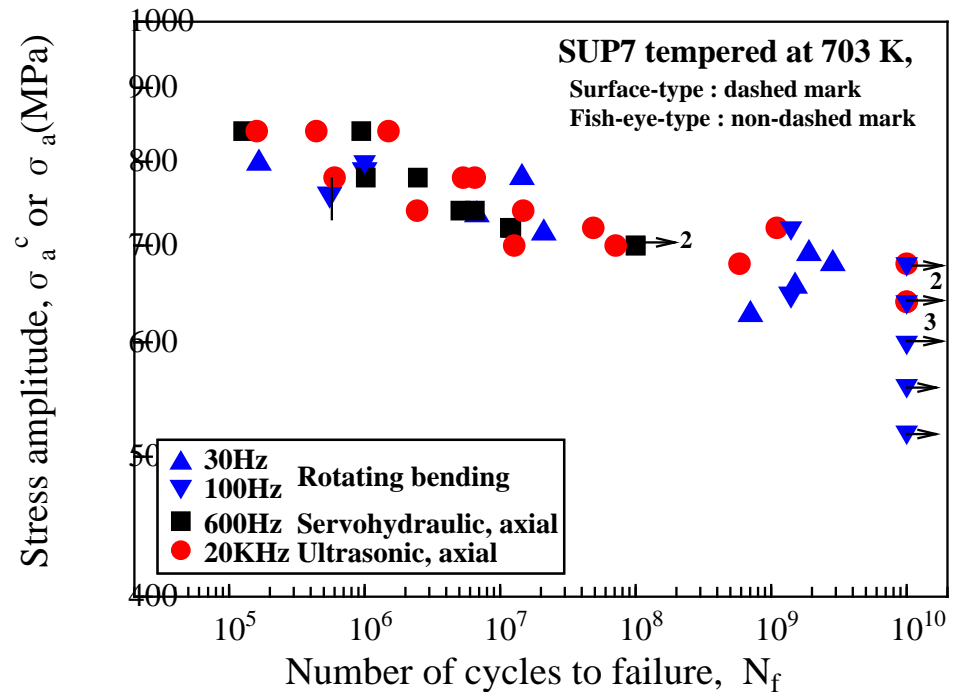 1000
SUP7 tempered at 703 K,
Surface-type : dashed mark
Fish-eye-type : non-dashed mark
900
800
700
600
50
400
2
2
3
Stress amplitude, σ a c or σ a(MPa)
30Hz
100Hz
Rotating bending
600Hz Servohydraulic, axial
20KHz Ultrasonic, axial
10^5 10^6 10^7 10^8 10^9 10^10
Number of cycles to failure, N_f